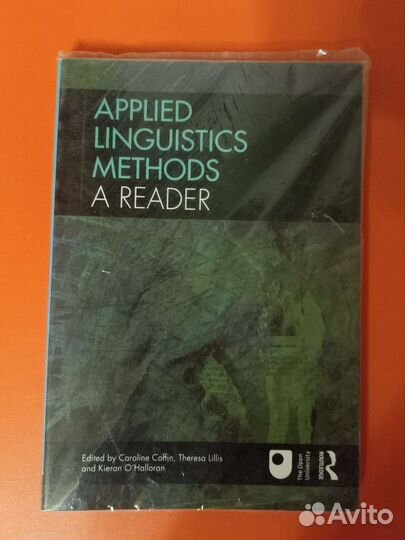 APPLIED
LINGUISTICS
METHODS
A READER
Edited by Caroline Coffin, Theresa Lillis
and Kieran O'Halloran
The Open
University
ROUTLEDGE
Avito